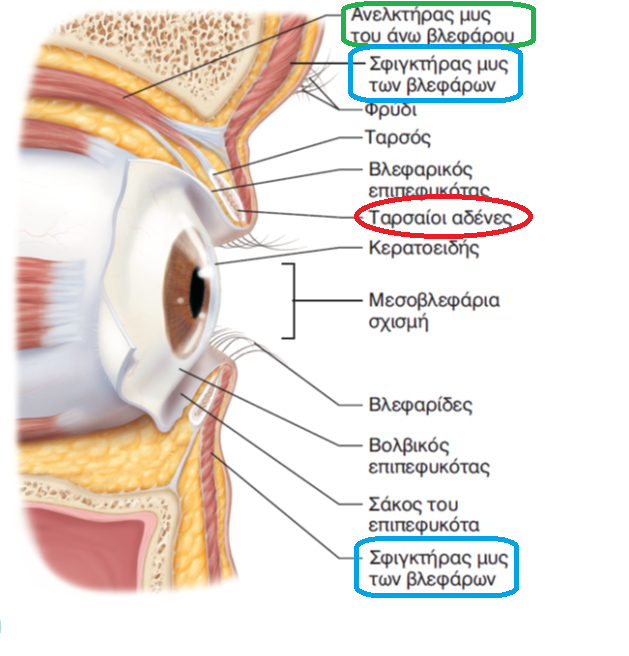 Ανελκτήρας μυς
του άνω βλεφάρου
Σφιγκτήρας μυς
των βλεφάρων
Φρύδι
Ταρσός
Βλεφαρικός
επιπεφυκότας
Ταρσαίοι αδένες
Κερατοειδής
Μεσοβλεφάρια
σχισμή
Βλεφαρίδες
Βολβικός
επιπεφυκότας
Σάκος του
επιπεφυκότα
Σφιγκτήρας μυς
των βλεφάρων